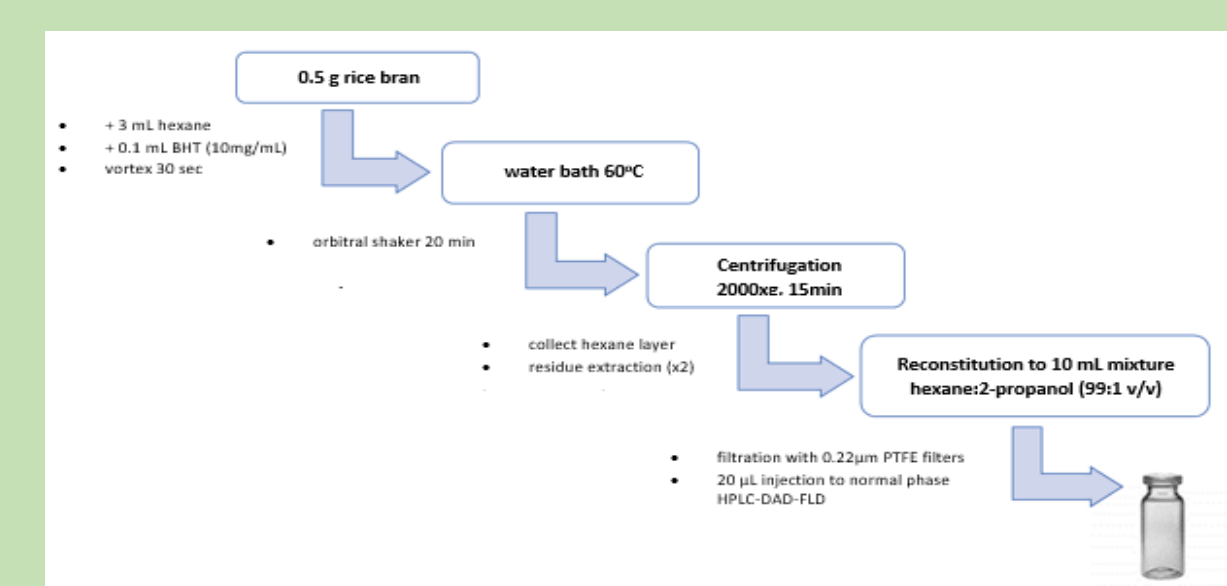 0.5 g rice bran
• + 3 mL hexane
• + 0.1 mL BHT (10mg/mL)
• vortex 30 sec
water bath 60°C
• orbitral shaker 20 min
Centrifugation
2000xg, 15min
• collect hexane layer
• residue extraction (x2)
Reconstitution to 10 mL mixture
hexane:2-propanol (99:1 v/v)
• filtration with 0.22μm PTFE filters
• 20 μL injection to normal phase
HPLC-DAD-FLD